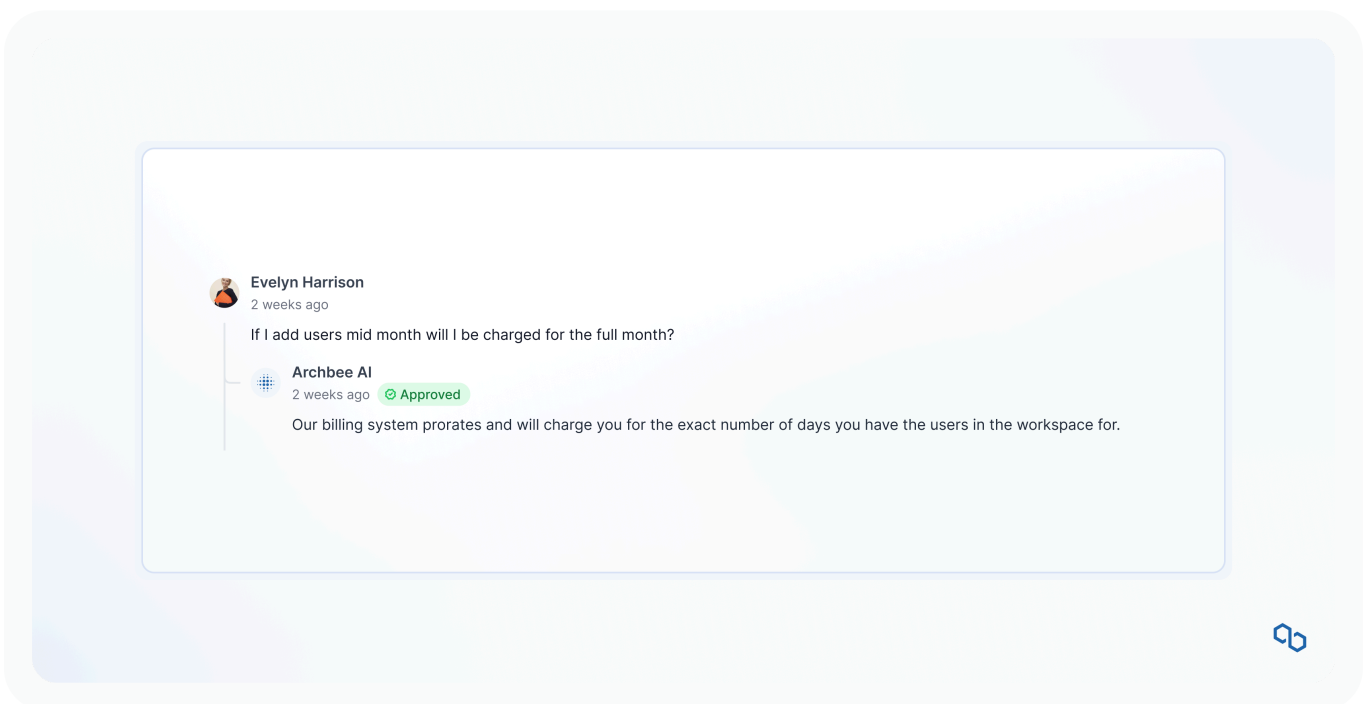 Evelyn Harrison
2 weeks ago
If I add users mid month will I be charged for the full month?
Archbee AI
2 weeks ago Approved
Our billing system prorates and will charge you for the exact number of days you have the users in the workspace for.